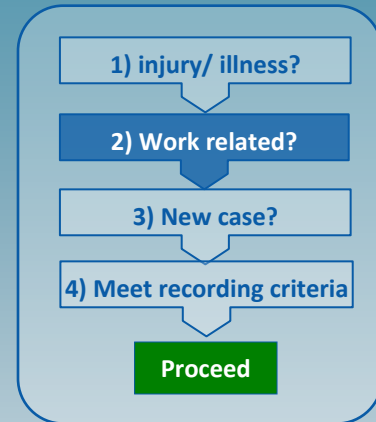 1) injury/ illness?
2) Work related?
3) New case?
4) Meet recording criteria
Proceed